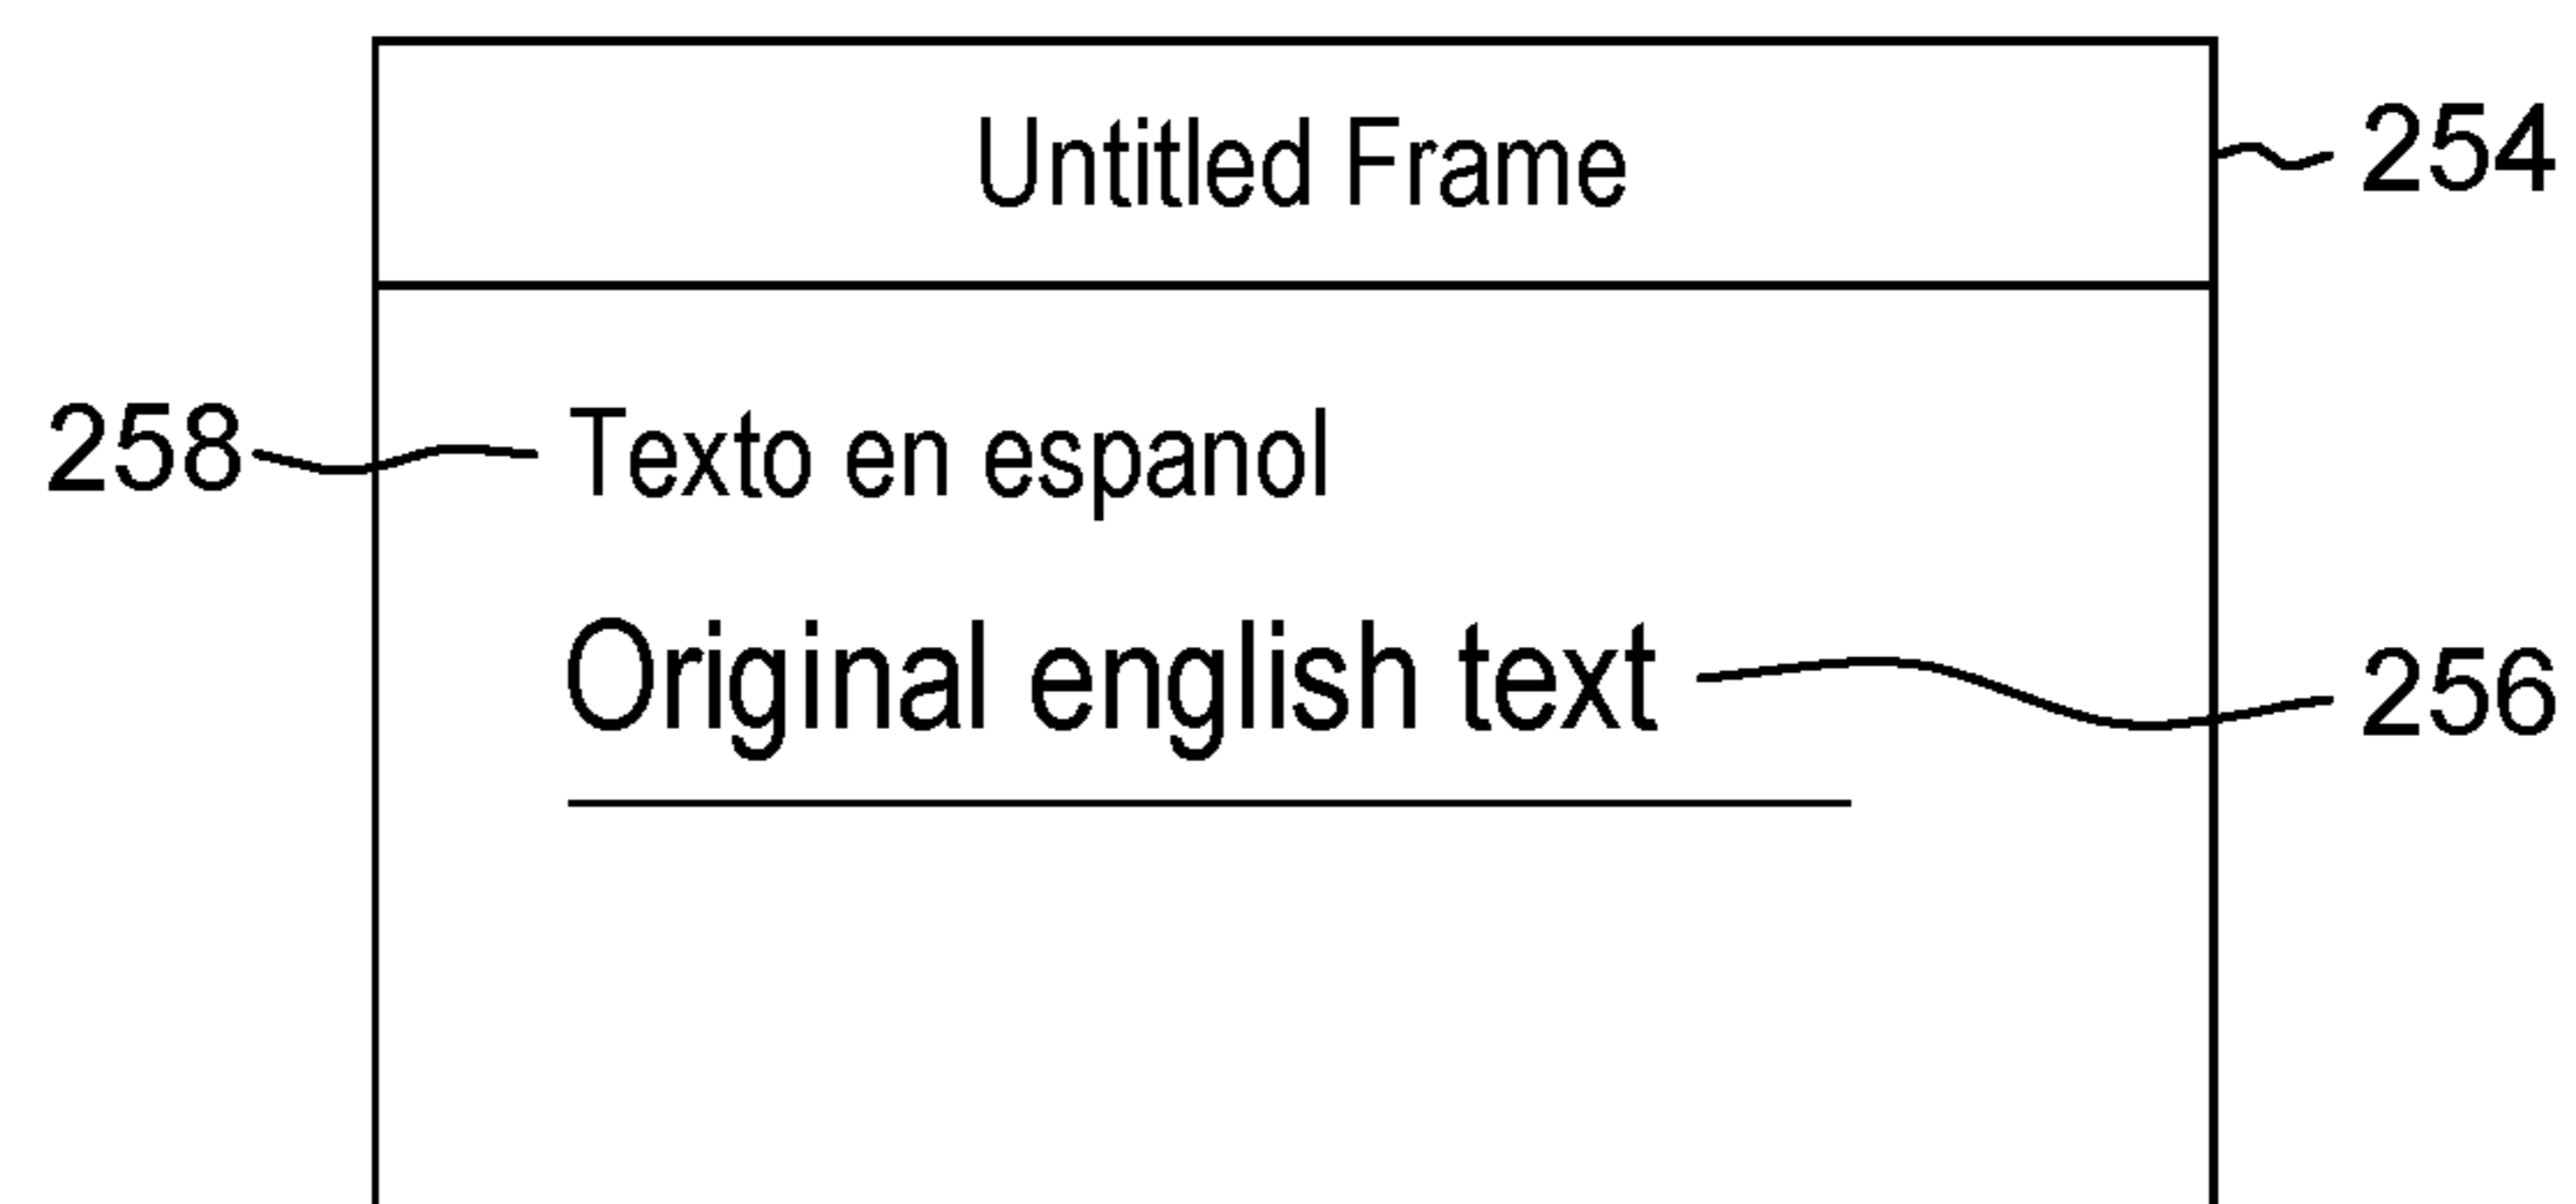 Untitled Frame
254
258
Texto en espanol
Original english text
256